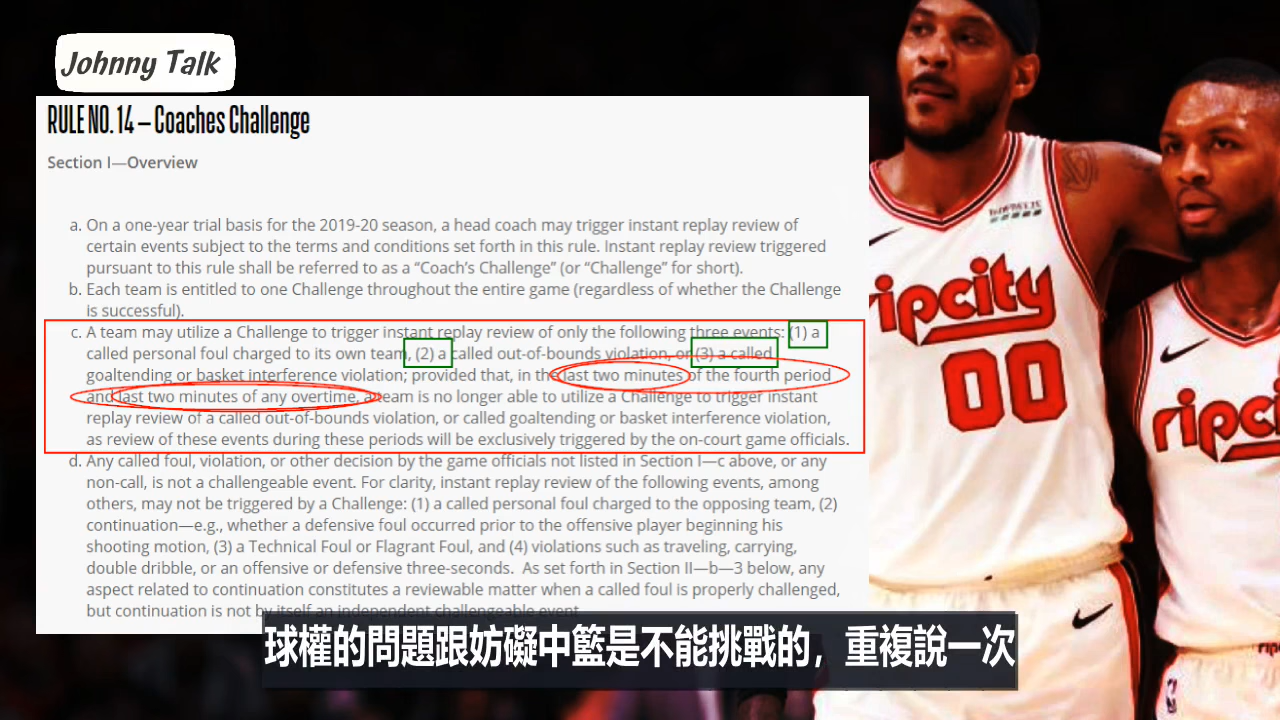 Johnny Talk
RULE NO. 14 – Coaches Challenge
Section I—Overview
a. On a one-year trial basis for the 2019-20 season, a head coach may trigger instant replay review of
certain events subject to the terms and conditions set forth in this rule. Instant replay review triggered
pursuant to this rule shall be referred to as a “Coach’s Challenge” (or “Challenge” for short).
b. Each team is entitled to one Challenge throughout the entire game (regardless of whether the Challenge
is successful).
c. A team may utilize a Challenge to trigger instant replay review of only the following three events: (1) a
called personal foul charged to its own team, (2) a called out-of-bounds violation, or (3) a called
goaltending or basket interference violation; provided that, in the last two minutes of the fourth period
and last two minutes of any overtime, a team is no longer able to utilize a Challenge to trigger instant
replay review of a called out-of-bounds violation, or called goaltending or basket interference violation,
as review of these events during these periods will be exclusively triggered by the on-court game officials.
d. Any called foul, violation, or other decision by the game officials not listed in Section I—c above, or any
non-call, is not a challengeable event. For clarity, instant replay review of the following events, among
others, may not be triggered by a Challenge: (1) a called personal foul charged to the opposing team, (2)
continuation—e.g., whether a defensive foul occurred prior to the offensive player beginning his
shooting motion, (3) a Technical Foul or Flagrant Foul, and (4) violations such as traveling, carrying,
double dribble, or an offensive or defensive three-seconds. As set forth in Section II—b—3 below, any
aspect related to continuation constitutes a reviewable matter when a called foul is properly challenged,
but continuation is not by itself an independent challengeable event.
ripcity
00
ripc
球權的問題跟妨礙中籃是不能挑戰的，重複說一次